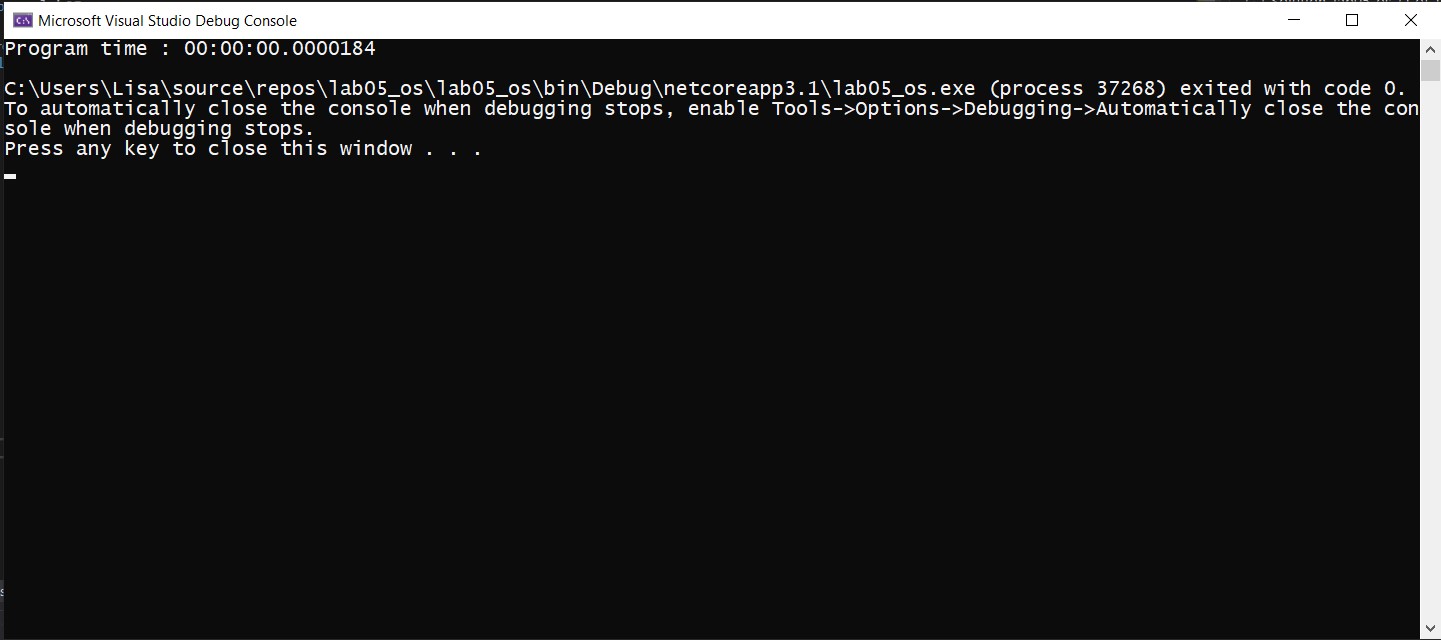 Microsoft Visual Studio Debug Console
Program time : 00:00:00.0000184
C:\Users\Lisa\source\repos\lab05_os\lab05_os\bin\Debug\netcoreapp3.1\lab05_os.exe (process 37268) exited with code 0.
To automatically close the console when debugging stops, enable Tools->Options->Debugging->Automatically close the con
sole when debugging stops.
Press any key to close this window . . .